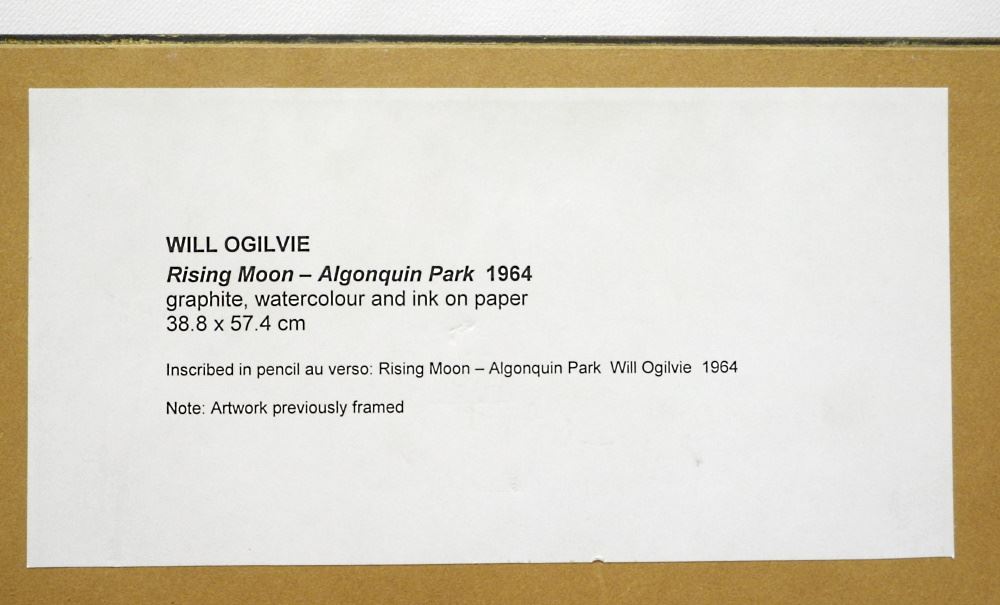 WILL OGILVIE
Rising Moon – Algonquin Park 1964
graphite, watercolour and ink on paper
38.8 x 57.4 cm
Inscribed in pencil au verso: Rising Moon – Algonquin Park Will Ogilvie 1964
Note: Artwork previously framed